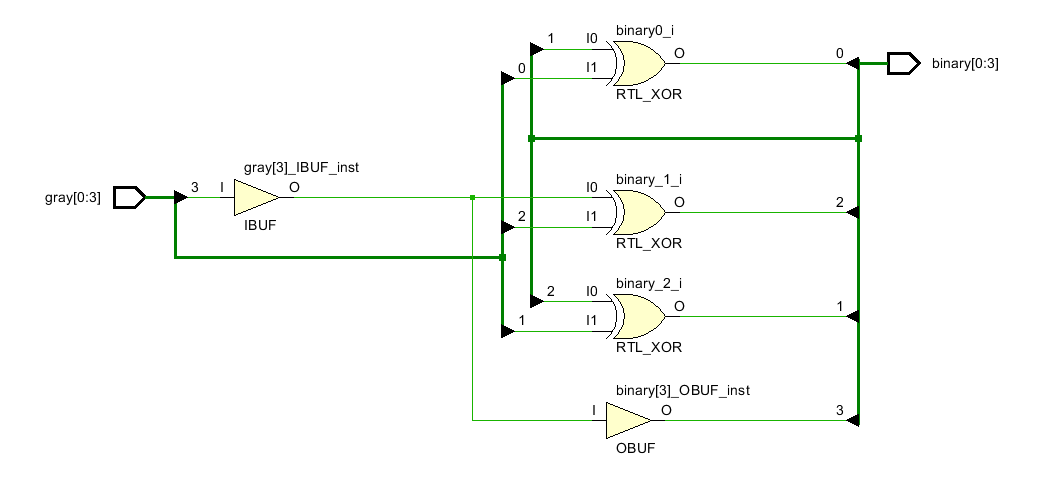 binary0_i
1 I0
0 I1
O
RTL_XOR
0
binary[0:3]
gray[0:3]
3
gray[3]_IBUF_inst
I O
IBUF
binary_1_i
I0
2 I1
O
RTL_XOR
2
binary_2_i
2 I0
1 I1
O
RTL_XOR
1
binary[3]_OBUF_inst
I O
OBUF
3